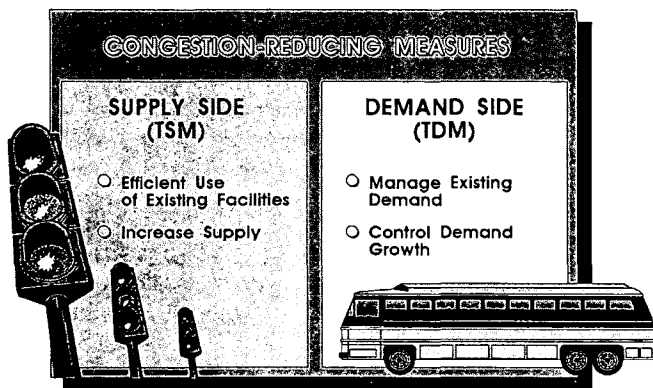 CONGESTION-REDUCING MEASURES
SUPPLY SIDE
(TSM)
○ Efficient Use
of Existing Facilities
○ Increase Supply
DEMAND SIDE
(TDM)
○ Manage Existing
Demand
○ Control Demand
Growth